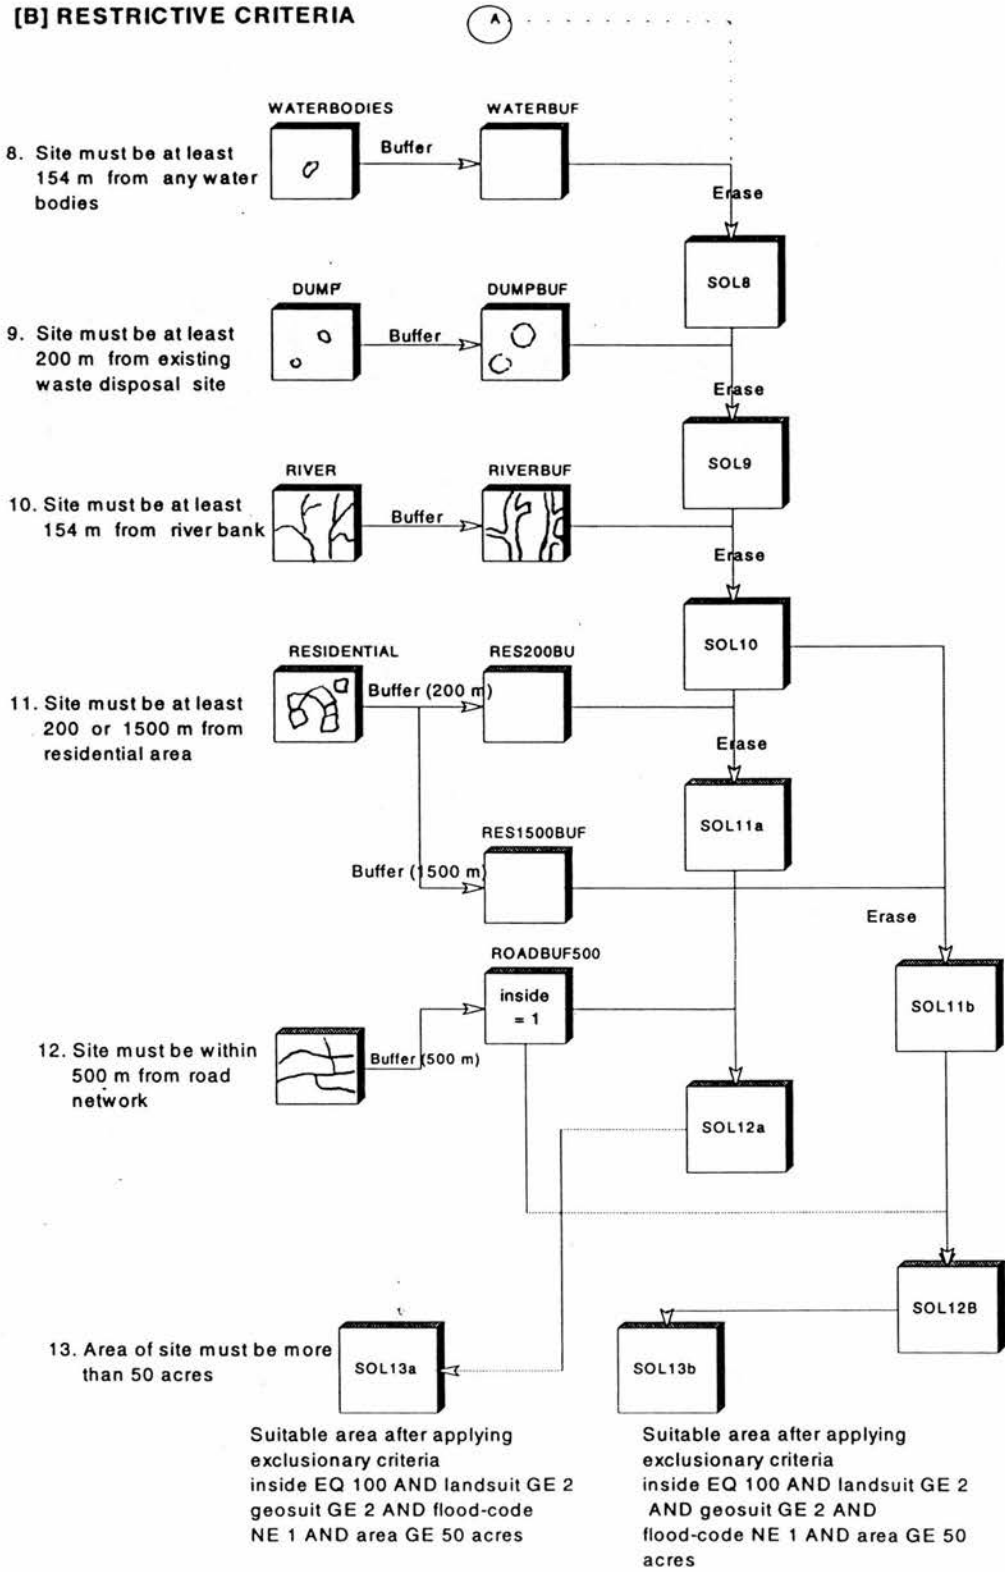 [B] RESTRICTIVE CRITERIA
A
WATERBODIES
WATERBUF
8. Site must be at least
154 m from any water
bodies
Buffer
Erase
SOL8
DUMP
DUMPBUF
9. Site must be at least
200 m from existing
waste disposal site
Buffer
Erase
SOL9
RIVER
RIVERBUF
10. Site must be at least
154 m from river bank
Buffer
Erase
SOL10
RESIDENTIAL
RES200BU
11. Site must be at least
200 or 1500 m from
residential area
Buffer (200 m)
Erase
SOL11a
RES1500BUF
Buffer (1500 m)
Erase
ROADBUF500
inside
= 1
SOL11b
12. Site must be within
500 m from road
network
Buffer (500 m)
SOL12a
SOL12B
13. Area of site must be more
than 50 acres
SOL13a
SOL13b
Suitable area after applying
exclusionary criteria
inside EQ 100 AND landsuit GE 2
geosuit GE 2 AND flood-code
NE 1 AND area GE 50 acres
Suitable area after applying
exclusionary criteria
inside EQ 100 AND landsuit GE 2
AND geosuit GE 2 AND
flood-code NE 1 AND area GE 50
acres